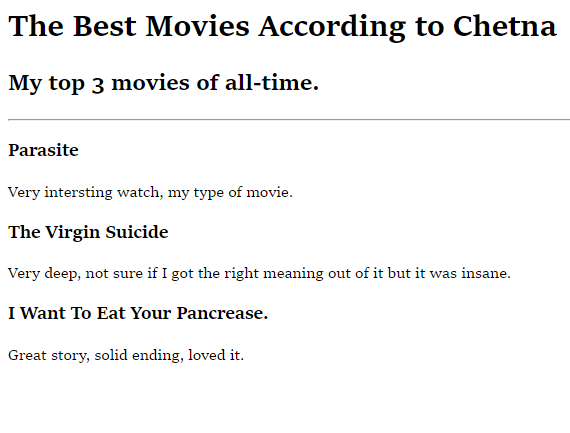 The Best Movies According to Chetna
My top 3 movies of all-time.
Parasite
Very intersting watch, my type of movie.
The Virgin Suicide
Very deep, not sure if I got the right meaning out of it but it was insane.
I Want To Eat Your Pancrease.
Great story, solid ending, loved it.